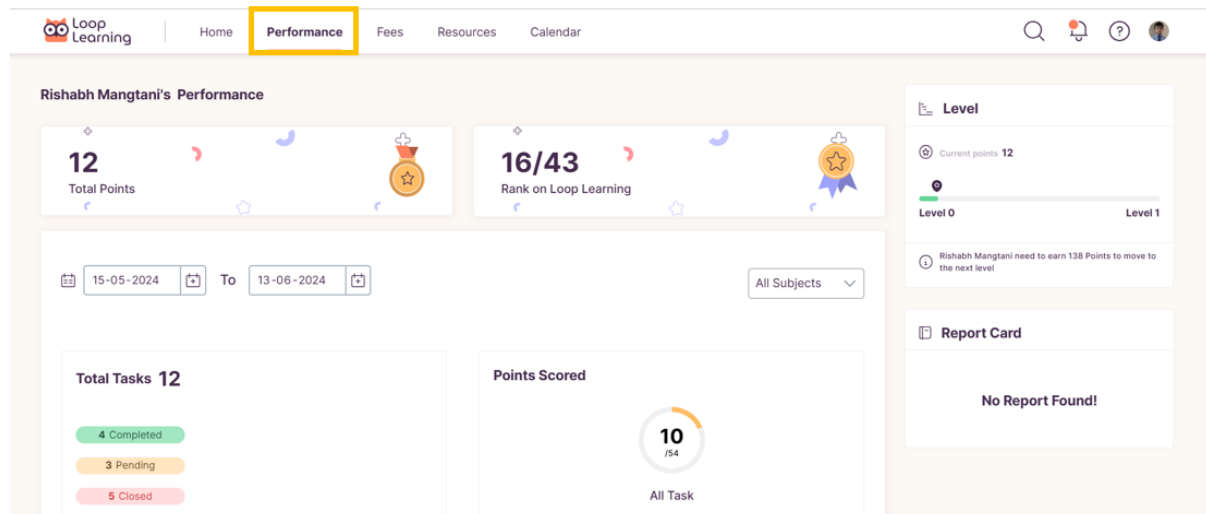 Loop
Learning
Home
Performance
Fees
Resources
Calendar
Rishabh Mangtani's Performance
12
Total Points
16/43
Rank on Loop Learning
15-05-2024
To
13-06-2024
All Subjects
Total Tasks 12
4 Completed
3 Pending
5 Closed
Points Scored
10
/54
All Task
Level
Current points 12
Level 0
Level 1
Rishabh Mangtani need to earn 138 Points to move to
the next level
Report Card
No Report Found!